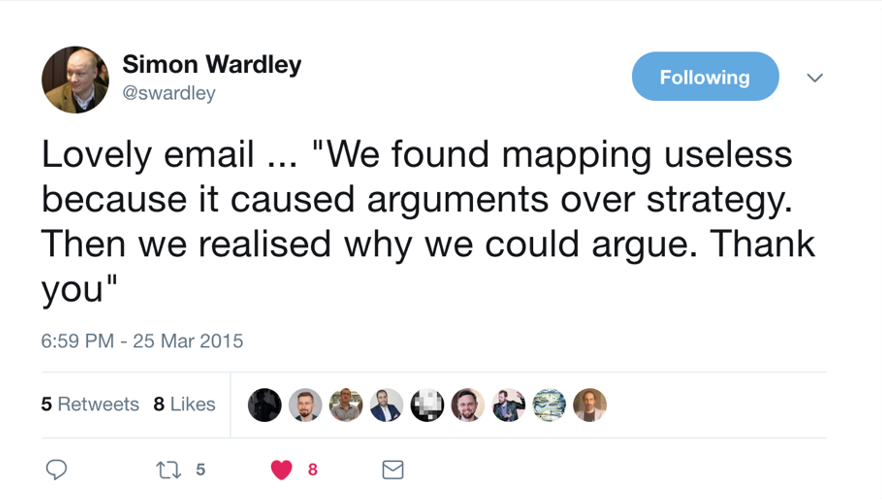 Simon Wardley
@swardley
Following
Lovely email ... "We found mapping useless
because it caused arguments over strategy.
Then we realised why we could argue. Thank
you"
6:59 PM - 25 Mar 2015
5 Retweets 8 Likes
5 8